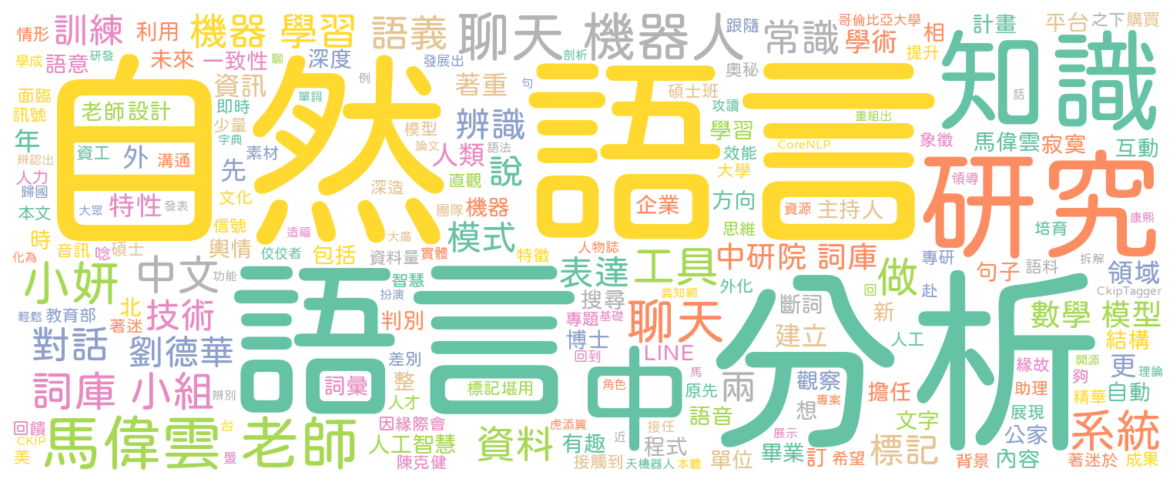 情形 訓練 利用 機器 學習 語義 聊天 機器人 跟隨 常識 哥倫比亞大學 學術 相 計畫 平台 之下 購買
學成 研發 語意 未來 一致性 聊 深度 發展出 剖析 奧秘 提升 知識
面臨 資訊 例 著重 句 碩士班 話
自然 語言
訊號 老師 設計 即時 單詞 辨識 攻讀 重組出
年 少量 模型 學習 象徵 馬偉雲 寂寞 互動
資工 外 溝通 先 素材 字典 論文 語法 人類 說 效能 CoreNLP
辨認出 人力 深造 直觀 大學 研究 領導
歸國 特性 發表 文化 團隊 機器 企業 方向 資源 主持人
本文 大眾 信號 造福 大廣 模式 思維 培育 康熙
時 音訊 唸 碩士 輿情 佼佼者 包括 資料量 實體 特徵 人物誌 中研院 詞庫 專研 語料 拆解
化為 小妍 中文 功能 智慧 表達 工具 外化 做 句子 領域
語言 中 分析
輕鬆 教育部 北 技術 扮演 搜尋 義知網 斷詞 回 赴 CkipTagger
著迷 判別 專題 基礎 聊天 建立 新 數學 模型
對話 劉德華 差別 博士 回到 LINE 人工 結構
整 馬 兩 觀察 緣故 夠 開源 更 理論
詞庫 小組 辨別 詞彙 人才 標記 堪用 角色 原先 想 專案 擔任 助理 精華 自動
回饋 馬偉雲 台 老師 因緣際會 虎添翼 語音 接任 文字 展現
CKIP 人工智慧 資料 有趣 近 程式 展示 畢業 訂 希望 標記 公家 系統
美 暨 陳克健 接觸到 天機器人 本體 單位 背景 內容 著迷於 成果